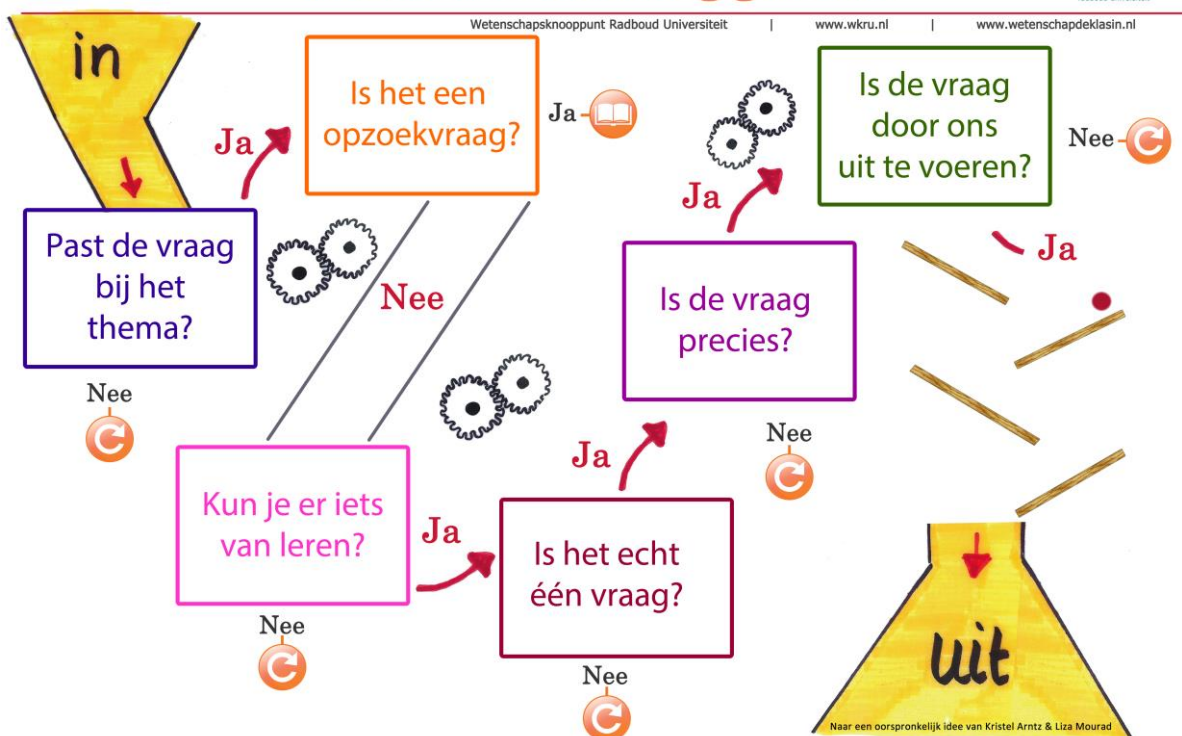 Wetenschapsknooppunt Radboud Universiteit | www.wkru.nl | www.wetenschapdeklasin.nl
in
Past de vraag
bij het
thema?
Nee
Ja
Is het een
opzoekvraag?
Ja
Nee
Kun je er iets
van leren?
Nee
Ja
Is het echt
één vraag?
Nee
Ja
Is de vraag
precies?
Nee
Ja
Is de vraag
door ons
uit te voeren?
Nee
Ja
uit
Naar een oorspronkelijk idee van Kristel Arntz & Liza Mourad